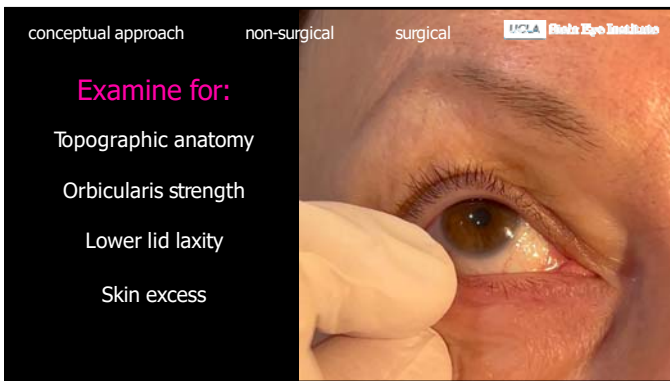 conceptual approach non-surgical surgical UCLA Stein Eye Institute
Examine for:
Topographic anatomy
Orbicularis strength
Lower lid laxity
Skin excess